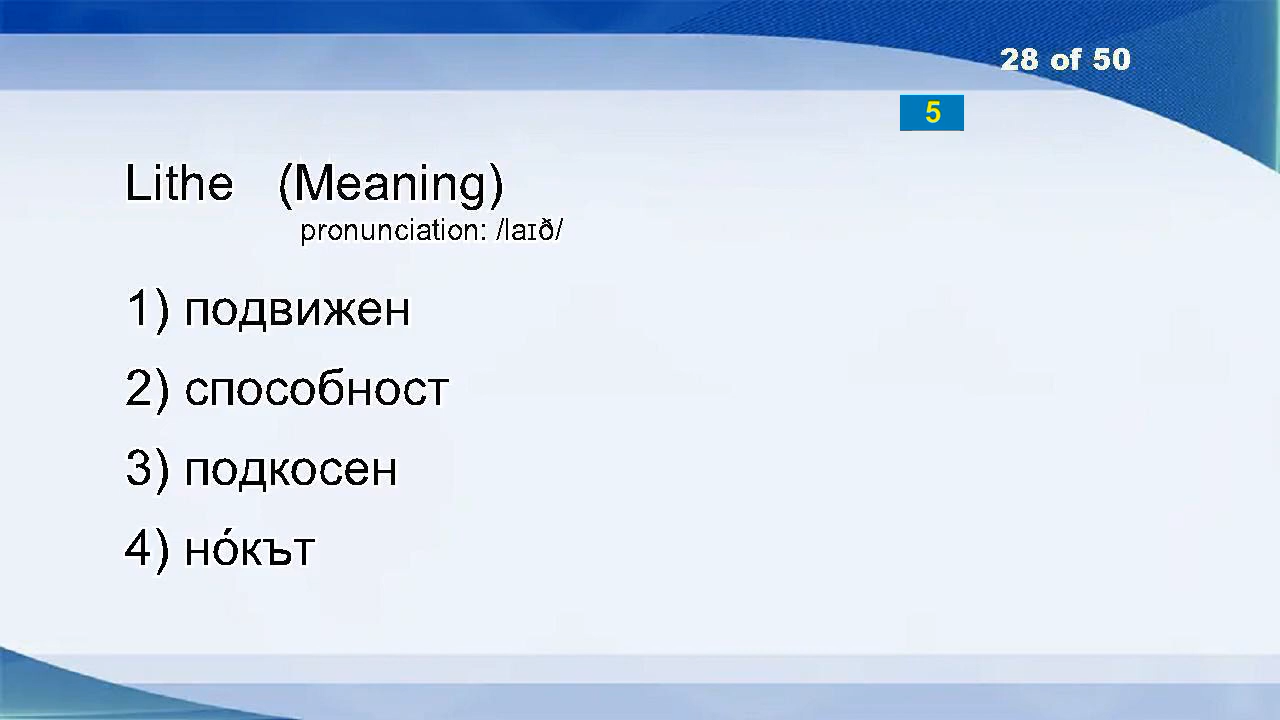 28 of 50
5
Lithe (Meaning)
pronunciation: /laɪð/
1) подвижен
2) способност
3) подкосен
4) но́кът